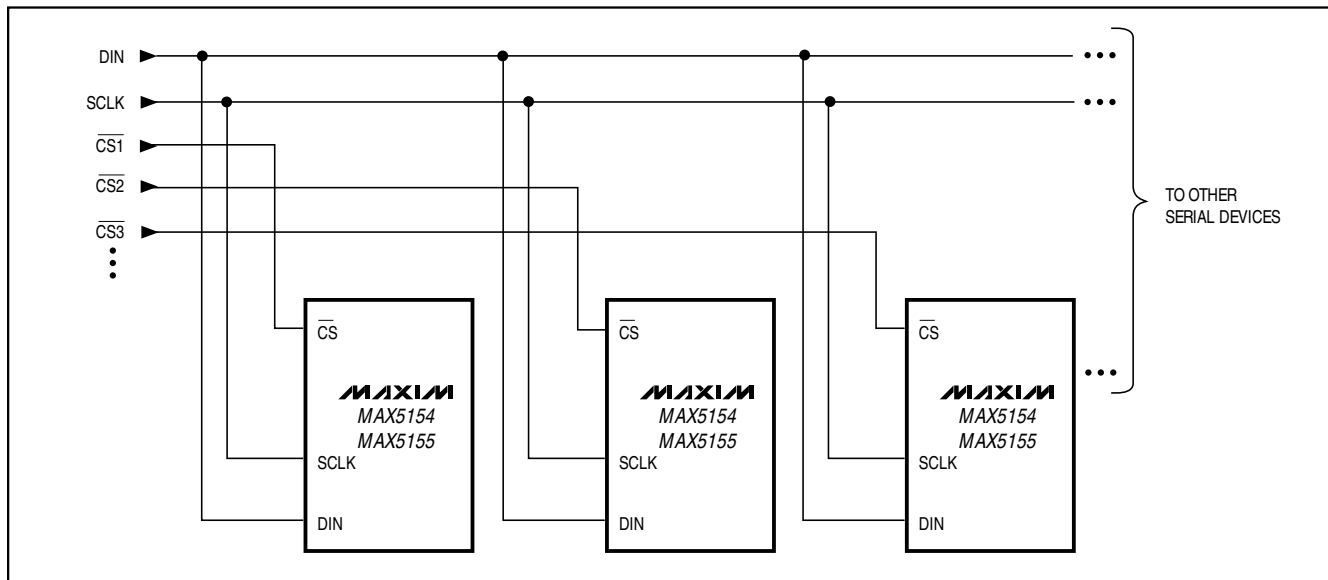 DIN
SCLK
CS1
CS2
CS3
TO OTHER
SERIAL DEVICES
CS
MAXIM
MAX5154
MAX5155
SCLK
DIN
CS
MAXIM
MAX5154
MAX5155
SCLK
DIN
CS
MAXIM
MAX5154
MAX5155
SCLK
DIN